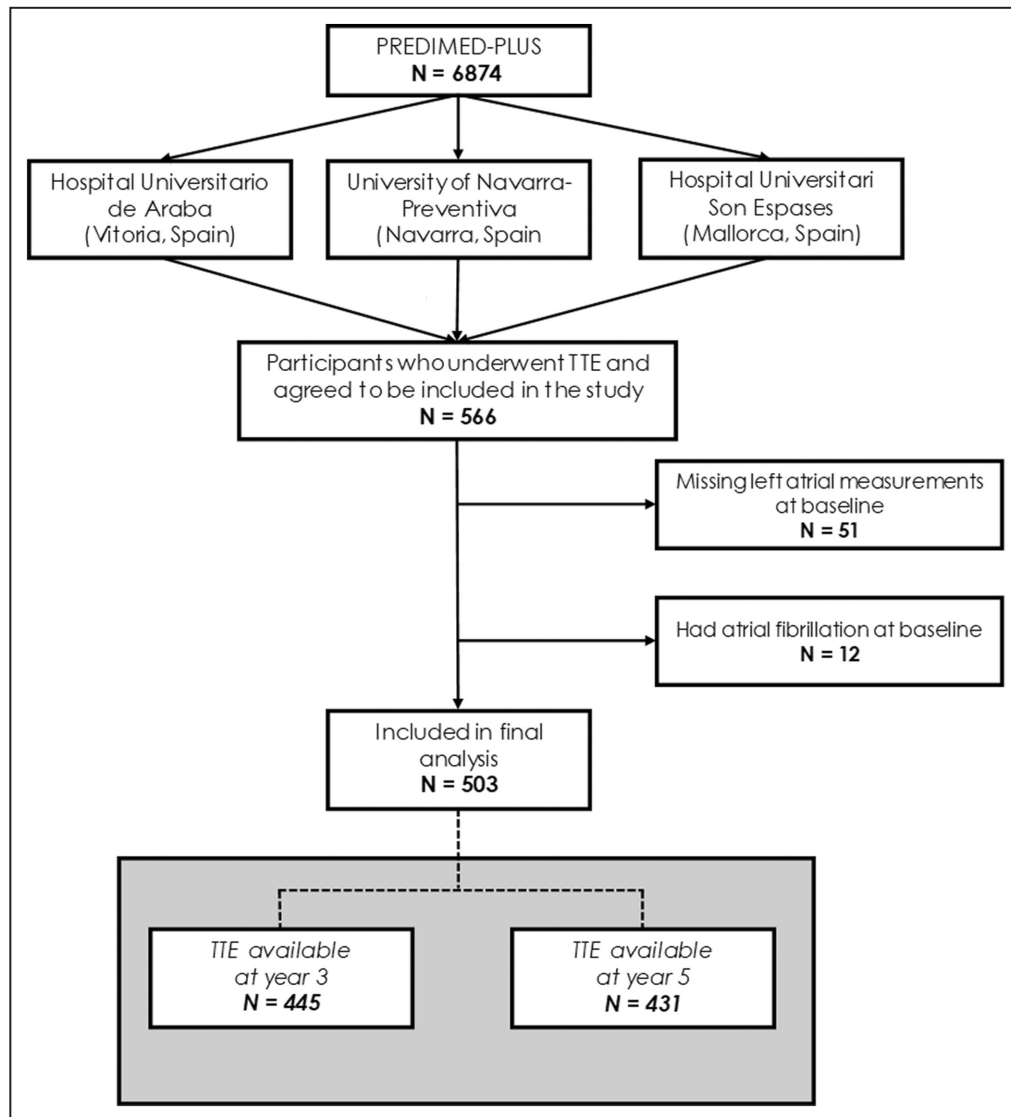 PREDIMED-PLUS
N = 6874
Hospital Universitario
de Araba
(Vitoria, Spain)
University of Navarra-
Preventiva
(Navarra, Spain
Hospital Universitari
Son Espases
(Mallorca, Spain)
Participants who underwent TTE and
agreed to be included in the study
N = 566
Missing left atrial measurements
at baseline
N = 51
Had atrial fibrillation at baseline
N = 12
Included in final
analysis
N = 503
TTE available
at year 3
N = 445
TTE available
at year 5
N = 431